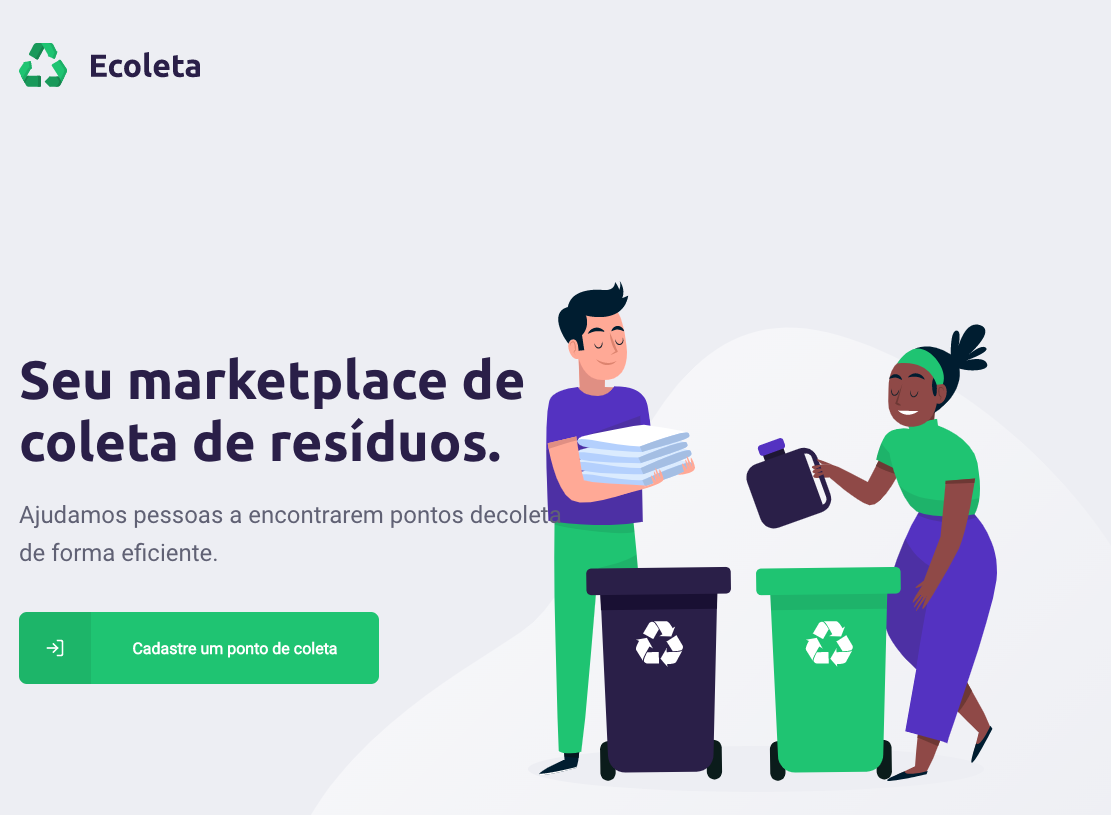 Ecoleta
Seu marketplace de
coleta de resíduos.
Ajudamos pessoas a encontrarem pontos decoleta
de forma eficiente.
Cadastre um ponto de coleta